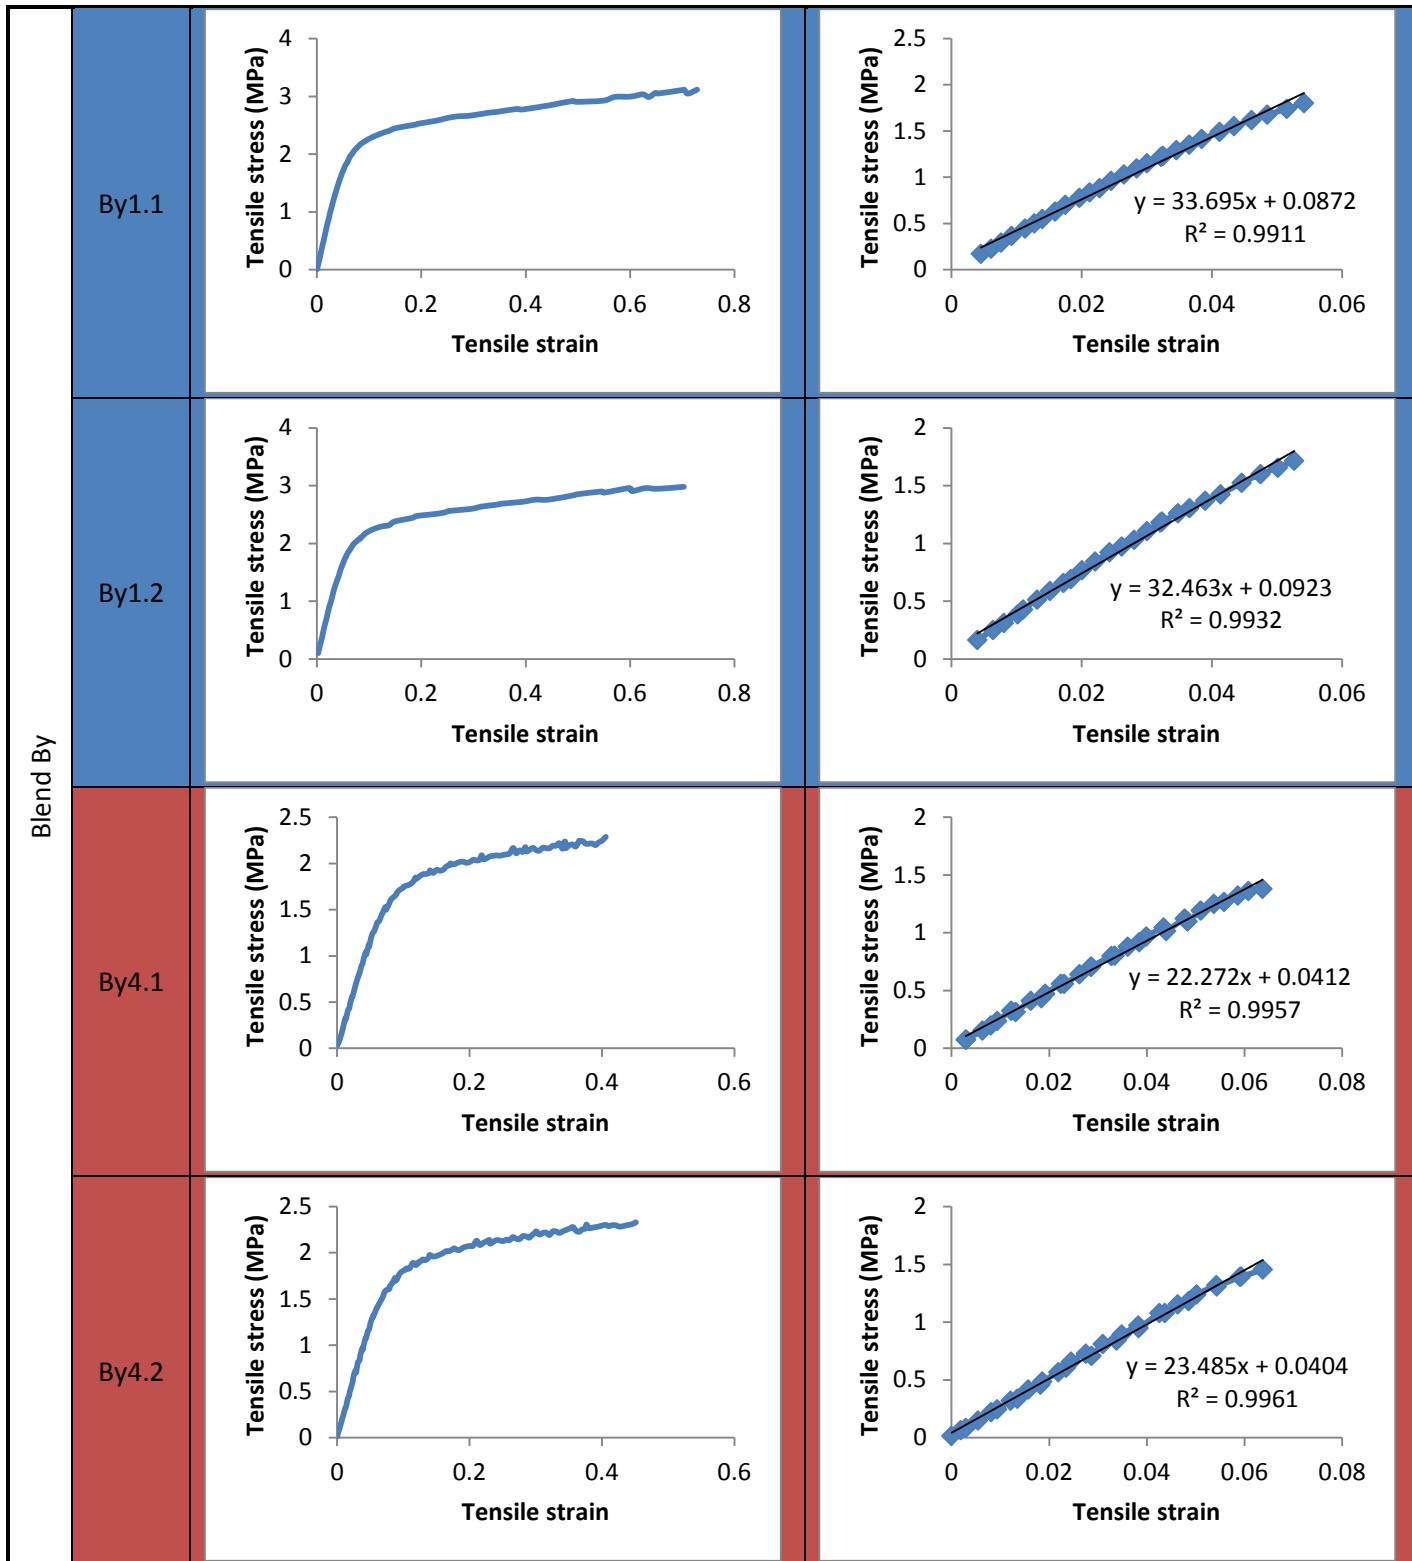 Blend By
By1.1
Tensile stress (MPa)
4
3
2
1
0
0 0.2 0.4 0.6 0.8
Tensile strain
Tensile stress (MPa)
2.5
2
1.5
1
0.5
0
y = 33.695x + 0.0872
R² = 0.9911
0 0.02 0.04 0.06
Tensile strain
By1.2
Tensile stress (MPa)
4
3
2
1
0
0 0.2 0.4 0.6 0.8
Tensile strain
Tensile stress (MPa)
2
1.5
1
0.5
0
y = 32.463x + 0.0923
R² = 0.9932
0 0.02 0.04 0.06
Tensile strain
By4.1
Tensile stress (MPa)
2.5
2
1.5
1
0.5
0
0 0.2 0.4 0.6
Tensile strain
Tensile stress (MPa)
2
1.5
1
0.5
0
y = 22.272x + 0.0412
R² = 0.9957
0 0.02 0.04 0.06 0.08
Tensile strain
By4.2
Tensile stress (MPa)
2.5
2
1.5
1
0.5
0
0 0.2 0.4 0.6
Tensile strain
Tensile stress (MPa)
2
1.5
1
0.5
0
y = 23.485x + 0.0404
R² = 0.9961
0 0.02 0.04 0.06 0.08
Tensile strain